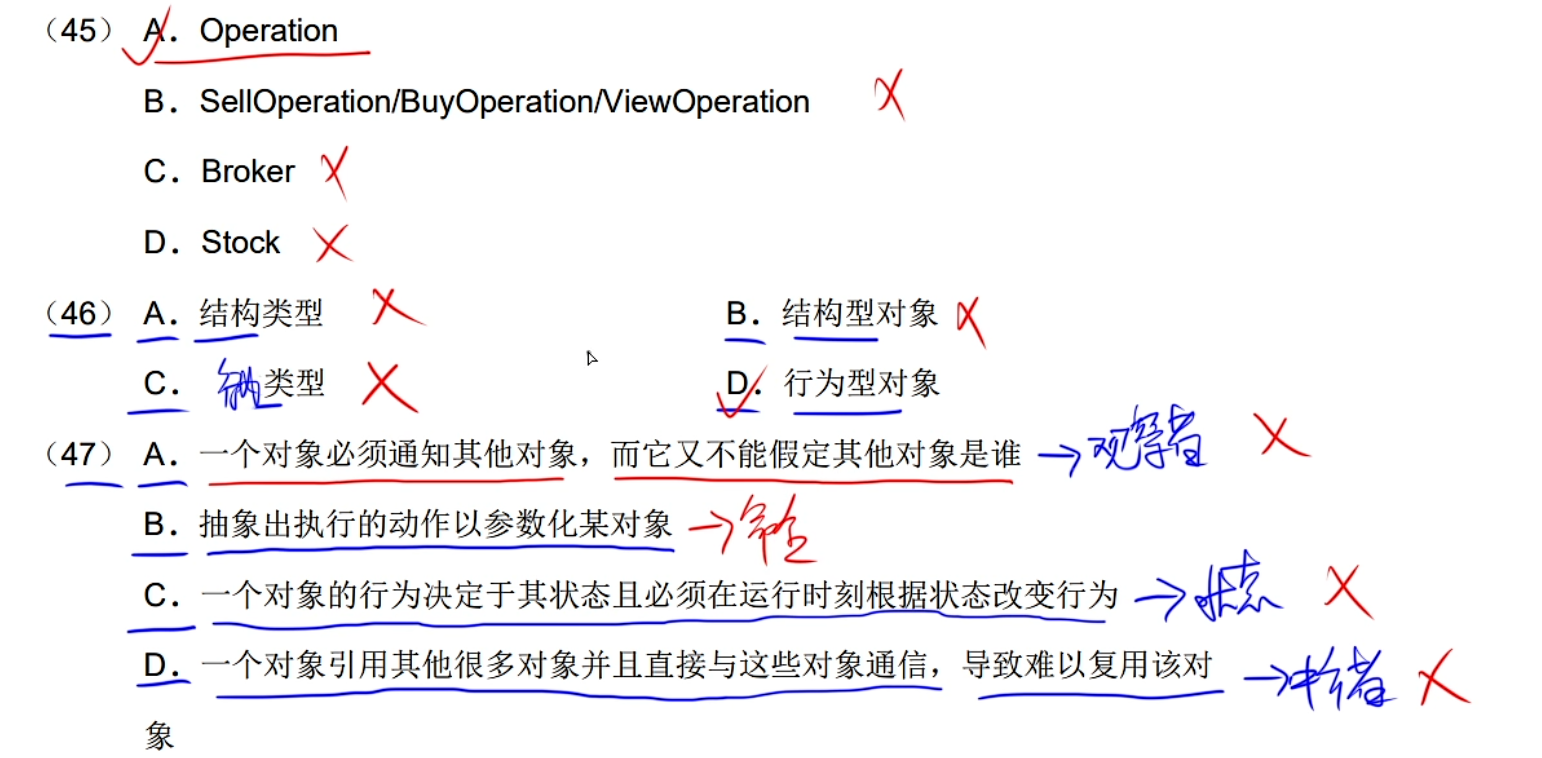 （45）A．Operation
B．SellOperation/BuyOperation/ViewOperation
C．Broker
D．Stock
（46）A．结构类型 B．结构型对象
C．类型 D．行为型对象
（47）A．一个对象必须通知其他对象，而它又不能假定其他对象是谁 →观察者
B．抽象出执行的动作以参数化某对象 →命令
C．一个对象的行为决定于其状态且必须在运行时刻根据状态改变行为 →状态
D．一个对象引用其他很多对象并且直接与这些对象通信，导致难以复用该对 →中介者
象